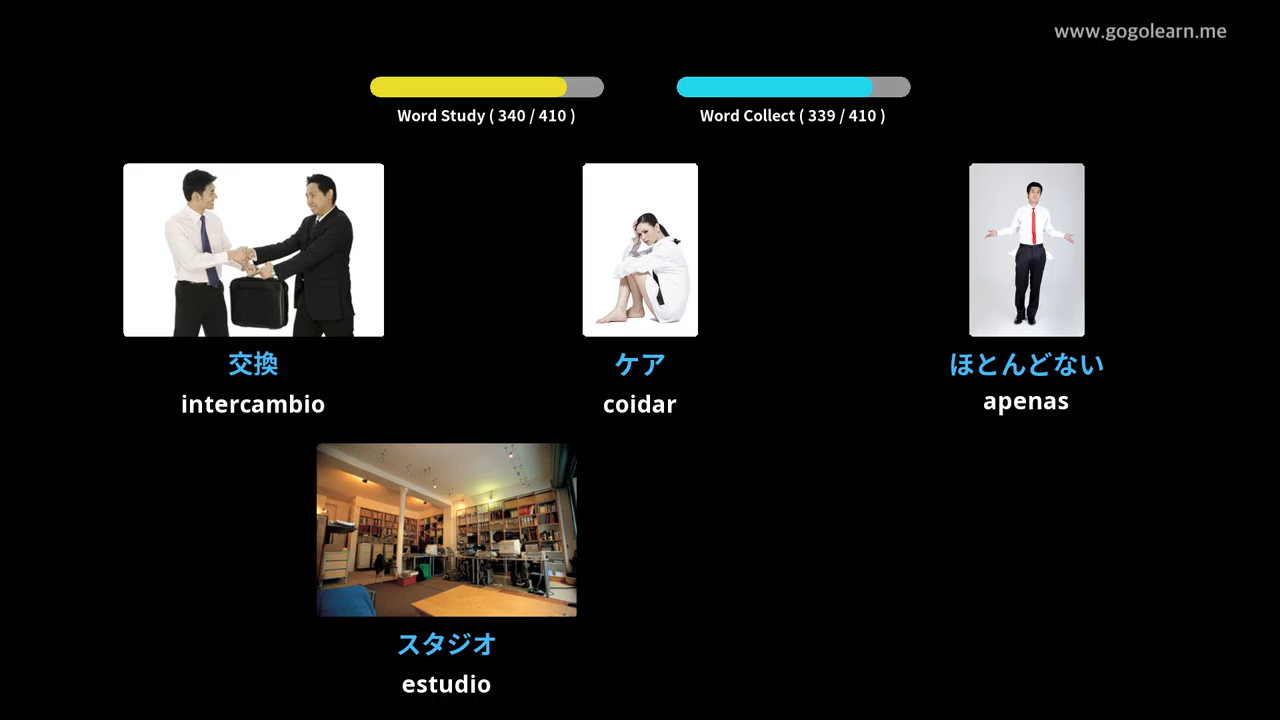 www.gogolearn.me
Word Study ( 340 / 410 )
Word Collect ( 339 / 410 )
交換
intercambio
ケア
coidar
ほとんどない
apenas
スタジオ
estudio